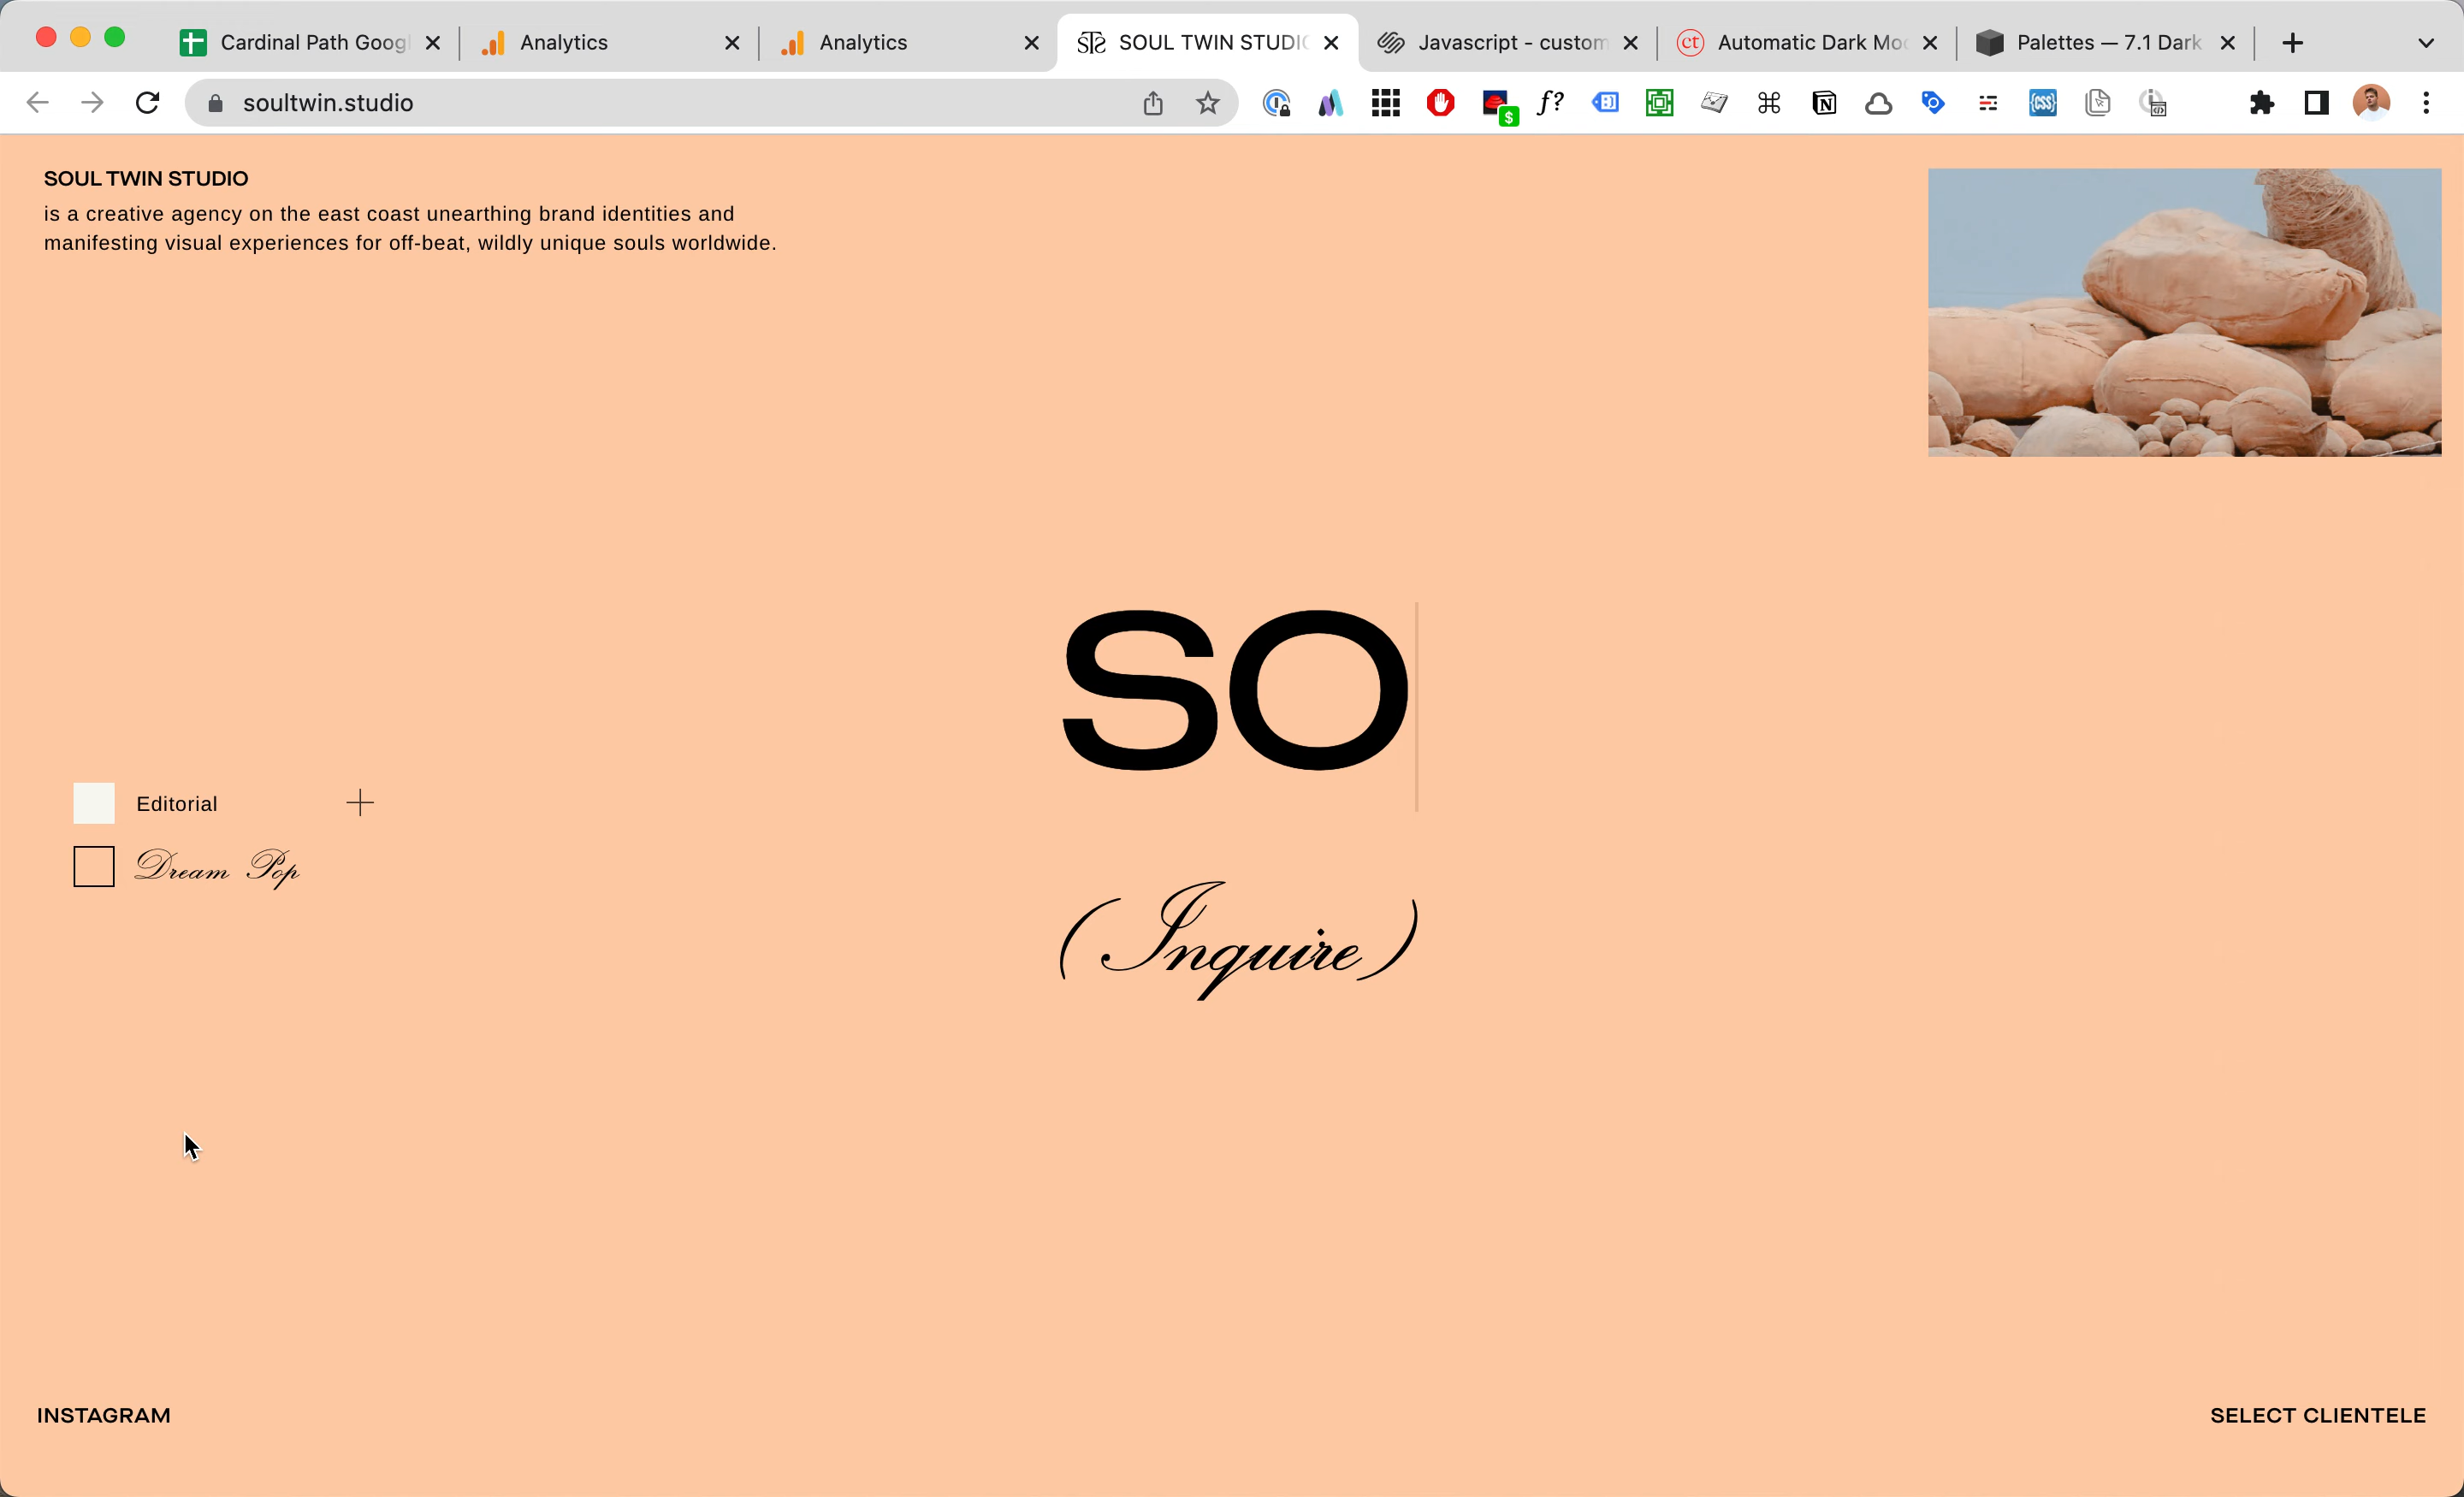 Cardinal Path Goog
Analytics
Analytics
SOUL TWIN STUDIO
Javascript - custom
Automatic Dark Mo
Palettes — 7.1 Dark
soultwin.studio
SOUL TWIN STUDIO
is a creative agency on the east coast unearthing brand identities and
manifesting visual experiences for off-beat, wildly unique souls worldwide.
SO
Editorial
Dream Pop
(Inquire)
INSTAGRAM
SELECT CLIENTELE